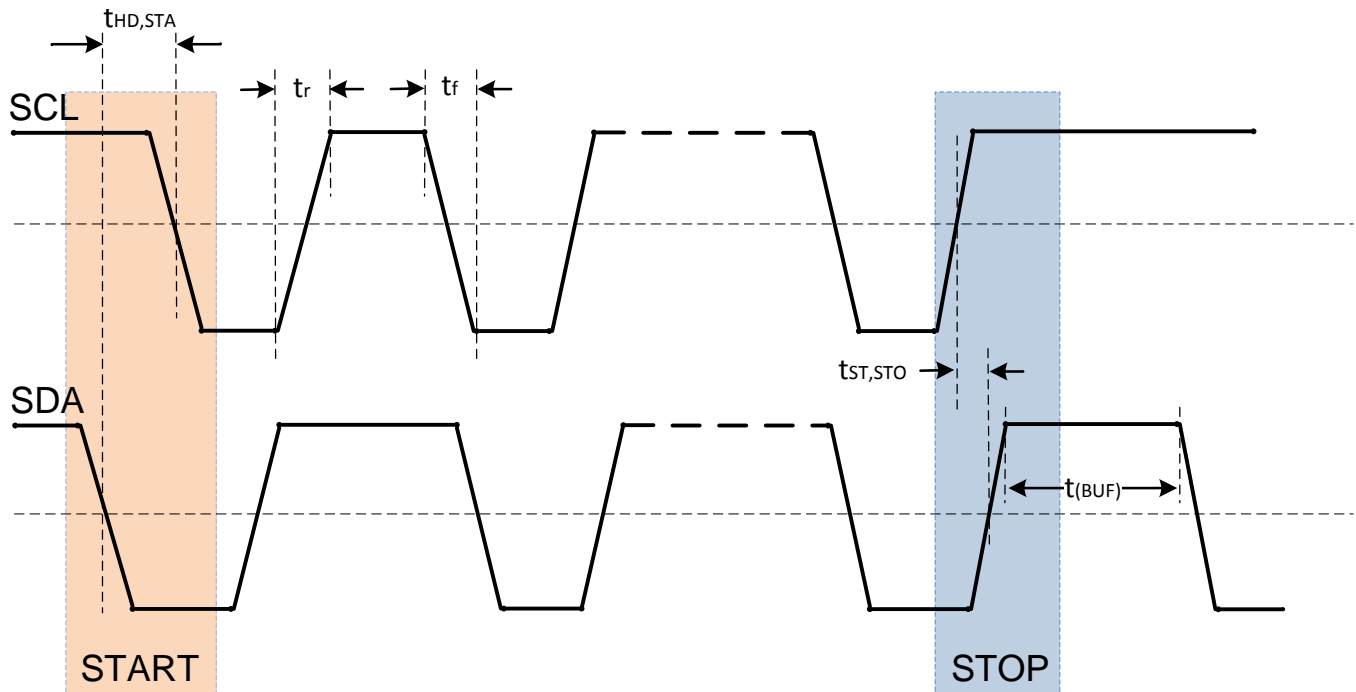 tHD,STA
tr
tf
SCL
tST,STO
SDA
t(BUF)
START
STOP